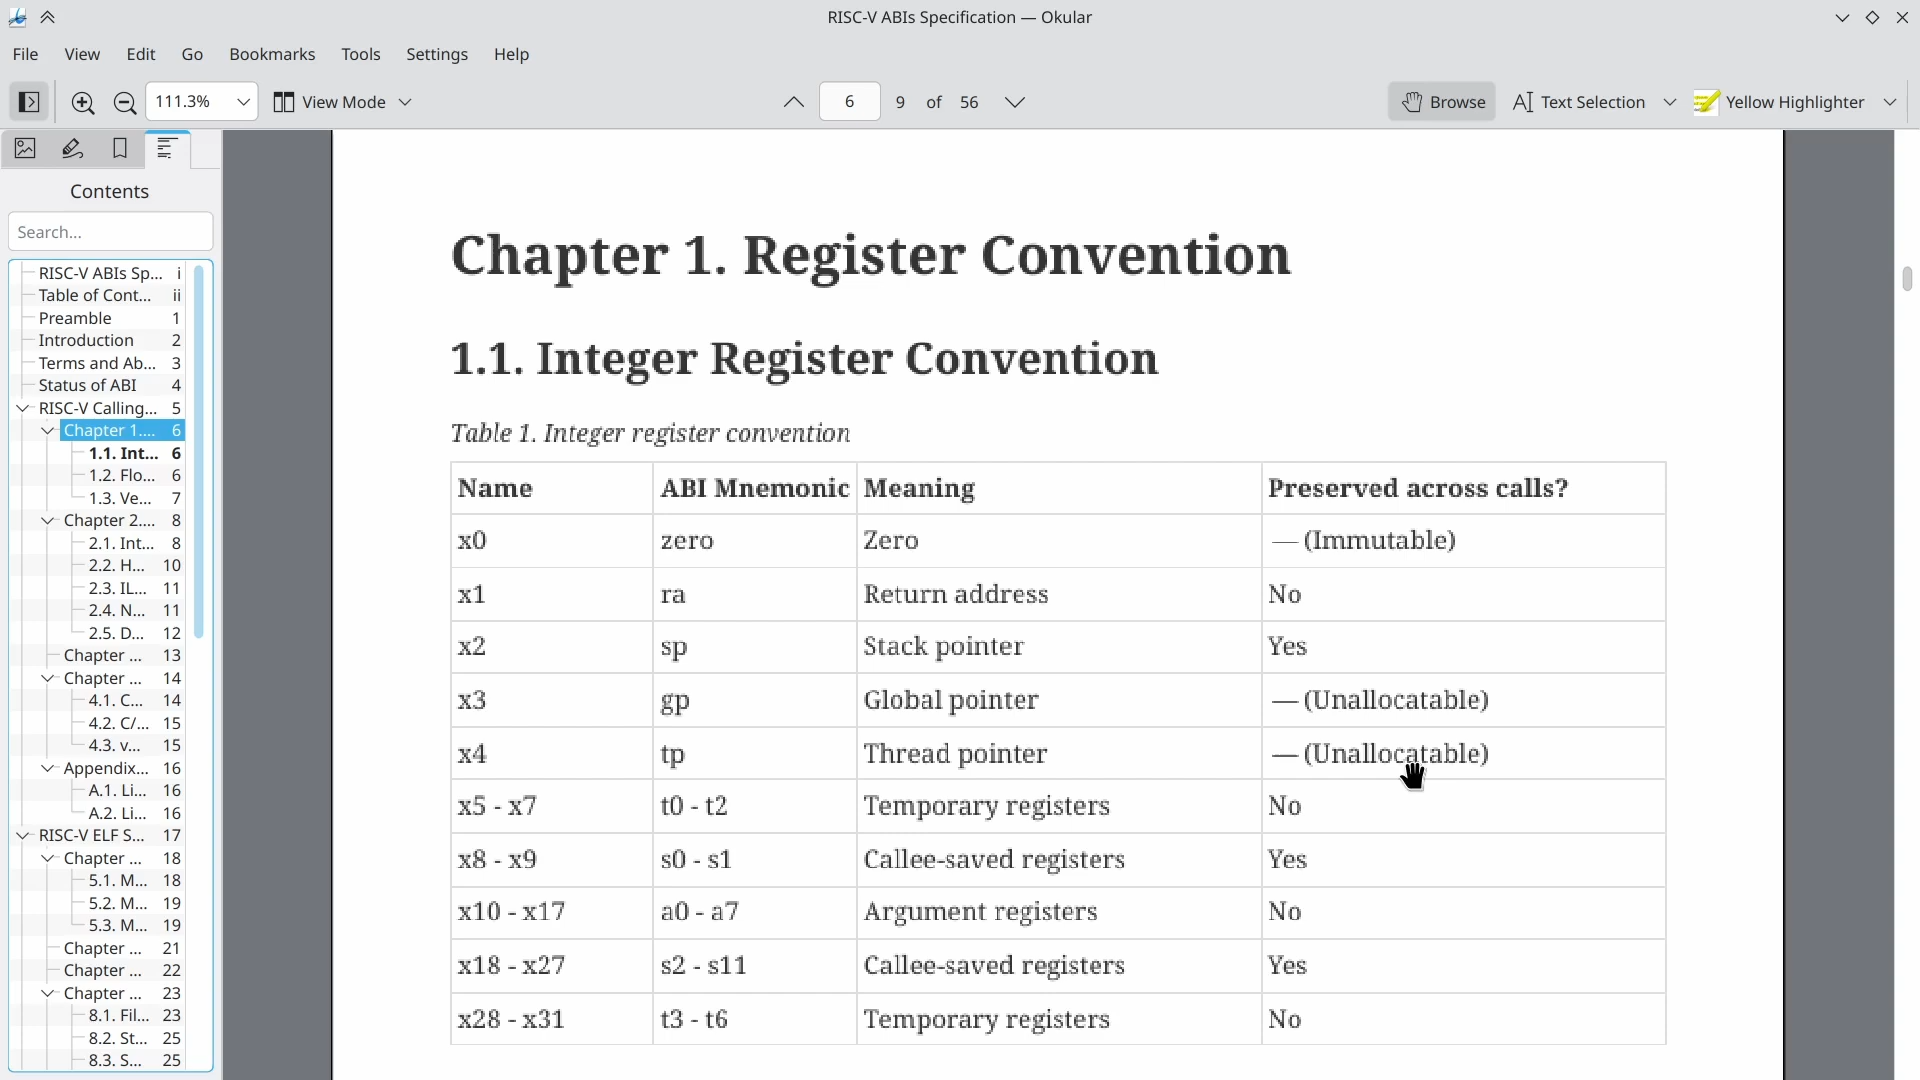 RISC-V ABIs Specification — Okular
File View Edit Go Bookmarks Tools Settings Help
111.3% View Mode 6 9 of 56 Browse Text Selection Yellow Highlighter
Contents
Search...
RISC-V ABIs Sp... i
Table of Cont... ii
Preamble 1
Introduction 2
Terms and Ab... 3
Status of ABI 4
RISC-V Calling... 5
Chapter 1.... 6
1.1. Int... 6
1.2. Flo... 6
1.3. Ve... 7
Chapter 2.... 8
2.1. Int... 8
2.2. H... 10
2.3. IL... 11
2.4. N... 11
2.5. D... 12
Chapter ... 13
Chapter ... 14
4.1. C... 14
4.2. C/... 15
4.3. v... 15
Appendix... 16
A.1. Li... 16
A.2. Li... 16
RISC-V ELF S... 17
Chapter ... 18
5.1. M... 18
5.2. M... 19
5.3. M... 19
Chapter ... 21
Chapter ... 22
Chapter ... 23
8.1. Fil... 23
8.2. St... 25
8.3. S... 25
Chapter 1. Register Convention
1.1. Integer Register Convention
Table 1. Integer register convention
Name ABI Mnemonic Meaning Preserved across calls?
x0 zero Zero — (Immutable)
x1 ra Return address No
x2 sp Stack pointer Yes
x3 gp Global pointer — (Unallocatable)
x4 tp Thread pointer — (Unallocatable)
x5 - x7 t0 - t2 Temporary registers No
x8 - x9 s0 - s1 Callee-saved registers Yes
x10 - x17 a0 - a7 Argument registers No
x18 - x27 s2 - s11 Callee-saved registers Yes
x28 - x31 t3 - t6 Temporary registers No